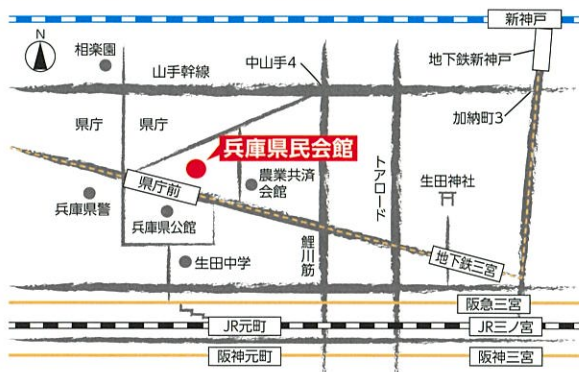 新神戸
N
相楽園
中山手4
地下鉄新神戸
山手幹線
加納町3
県庁
県庁
兵庫県民会館
トアロード
県庁前
農業共済
会館
生田神社
兵庫県警
兵庫県公館
鯉川筋
生田中学
地下鉄三宮
阪急三宮
JR元町
JR三ノ宮
阪神元町
阪神三宮